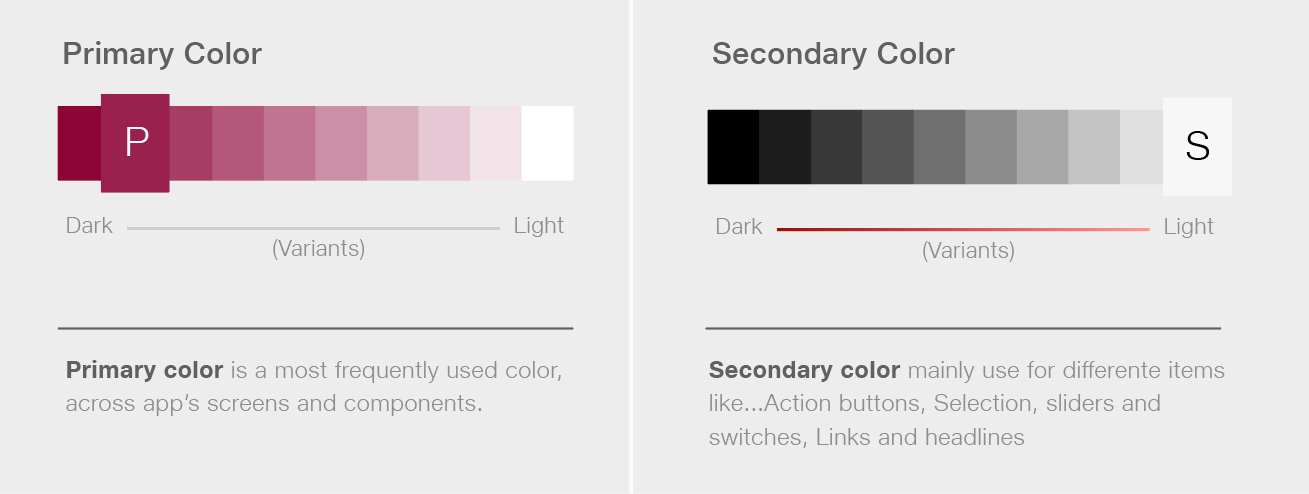 Primary Color
P
Dark
Light
(Variants)
Primary color is a most frequently used color,
across app's screens and components.
Secondary Color
S
Dark
Light
(Variants)
Secondary color mainly use for differente items
like...Action buttons, Selection, sliders and
switches, Links and headlines